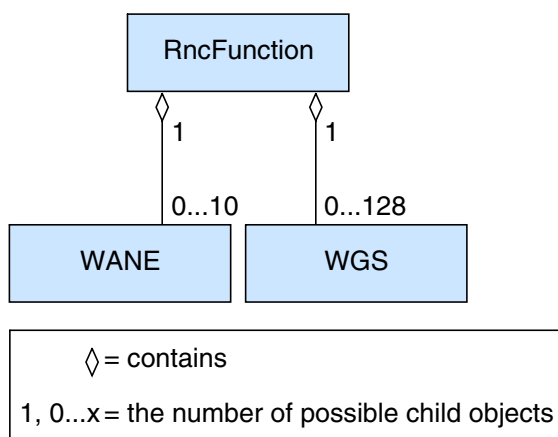 RncFunction
1
1
0...10
0...128
WANE
WGS
= contains
1, 0...x = the number of possible child objects